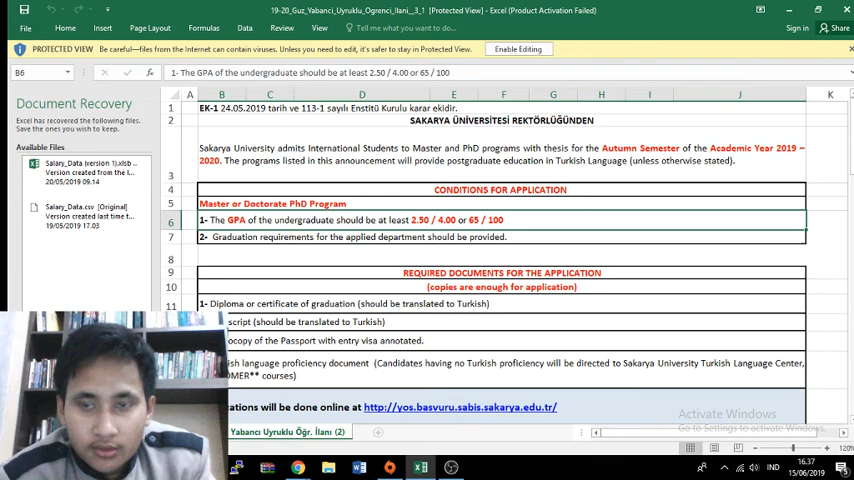 19-20_Guz_Yabanci_Uyruklu_Ogrenci_Ilani__3_1 [Protected View] - Excel (Product Activation Failed)
File Home Insert Page Layout Formulas Data Review View Tell me what you want to do... Sign in Share
PROTECTED VIEW Be careful—files from the Internet can contain viruses. Unless you need to edit, it's safer to stay in Protected View. Enable Editing
B6 fx 1- The GPA of the undergraduate should be at least 2.50 / 4.00 or 65 / 100
Document Recovery
Excel has recovered the following files.
Save the ones you wish to keep.
Available Files
Salary_Data (version 1).xlsb ...
Version created from the l...
20/05/2019 09.14
Salary_Data.csv [Original]
Version created last time t...
19/05/2019 17.03
A B C D E F G H I J K
1 EK-1 24.05.2019 tarih ve 113-1 sayılı Enstitü Kurulu karar ekidir.
2 SAKARYA ÜNİVERSİTESİ REKTÖRLÜĞÜNDEN
Sakarya University admits International Students to Master and PhD programs with thesis for the Autumn Semester of the Academic Year 2019 –
2020. The programs listed in this announcement will provide postgraduate education in Turkish Language (unless otherwise stated).
3
4 CONDITIONS FOR APPLICATION
5 Master or Doctorate PhD Program
6 1- The GPA of the undergraduate should be at least 2.50 / 4.00 or 65 / 100
7 2- Graduation requirements for the applied department should be provided.
8
9 REQUIRED DOCUMENTS FOR THE APPLICATION
10 (copies are enough for application)
11 1- Diploma or certificate of graduation (should be translated to Turkish)
script (should be translated to Turkish)
ocopy of the Passport with entry visa annotated.
ish language proficiency document (Candidates having no Turkish proficiency will be directed to Sakarya University Turkish Language Center,
OMER** courses)
ations will be done online at http://yos.basvuru.sabis.sakarya.edu.tr/
Activate Windows
Go to Settings to activate Windows.
Yabancı Uyruklu Öğr. İlanı (2)
120%
IND
16.37
15/06/2019